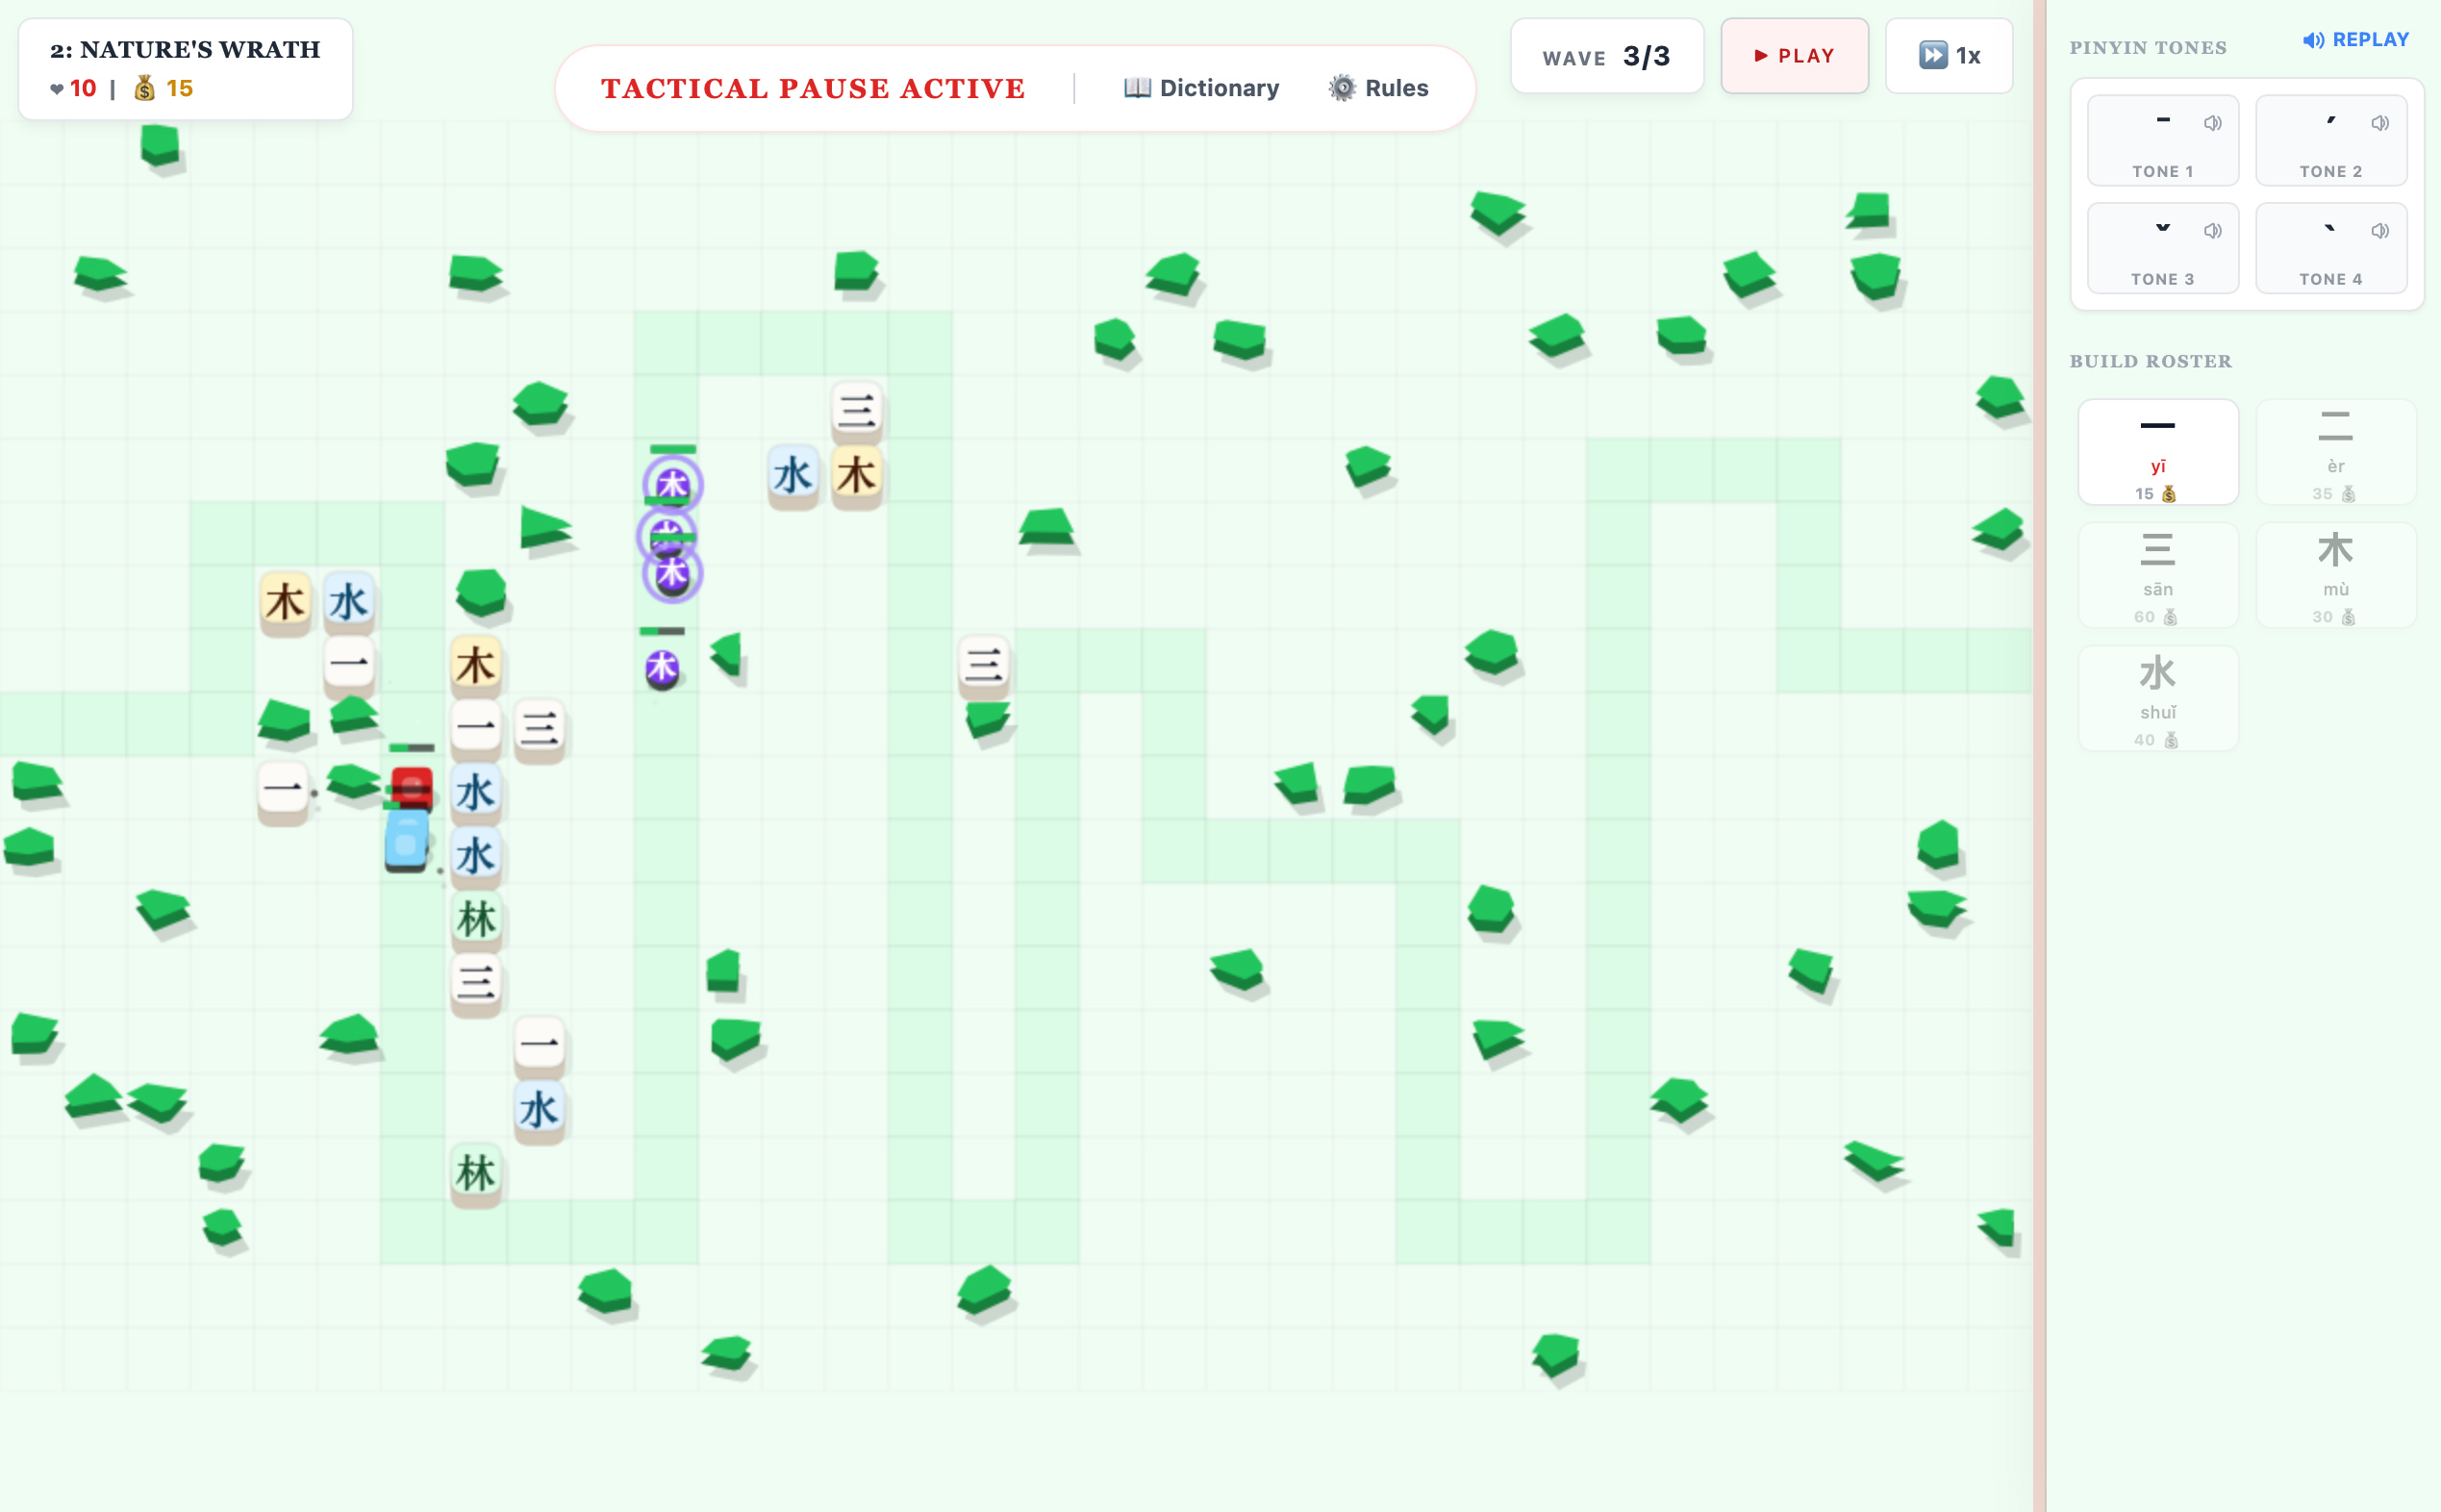 2: NATURE'S WRATH
❤ 10 | 💰 15
TACTICAL PAUSE ACTIVE
📖 Dictionary
⚙️ Rules
WAVE 3/3
▶ PLAY
⏩ 1x
PINYIN TONES
🔊 REPLAY
ˉ
TONE 1
ˊ
TONE 2
ˇ
TONE 3
ˋ
TONE 4
BUILD ROSTER
一
yī
15 💰
二
èr
35 💰
三
sān
60 💰
木
mù
30 💰
水
shuǐ
40 💰
三
木
水 木
木
木 水
一 木 木
三
一 三
一 水
水
林
三
一
水
林